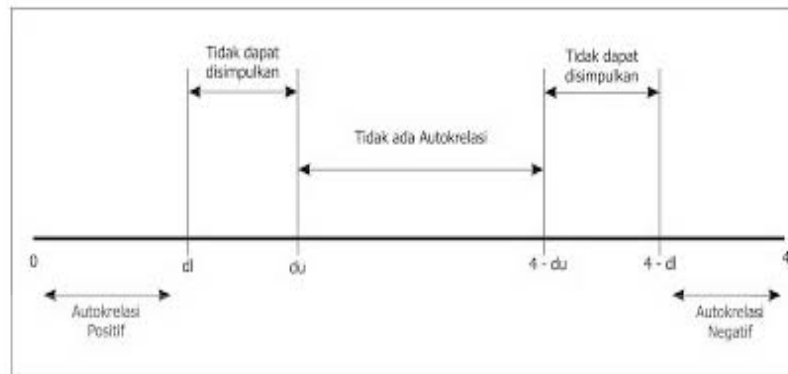 Tidak dapat
disimpulkan
Tidak dapat
disimpulkan
Tidak ada Autokrelasi
0
dl
du
4 - du
4 - dl
4
Autokrelasi
Positif
Autokrelasi
Negatif